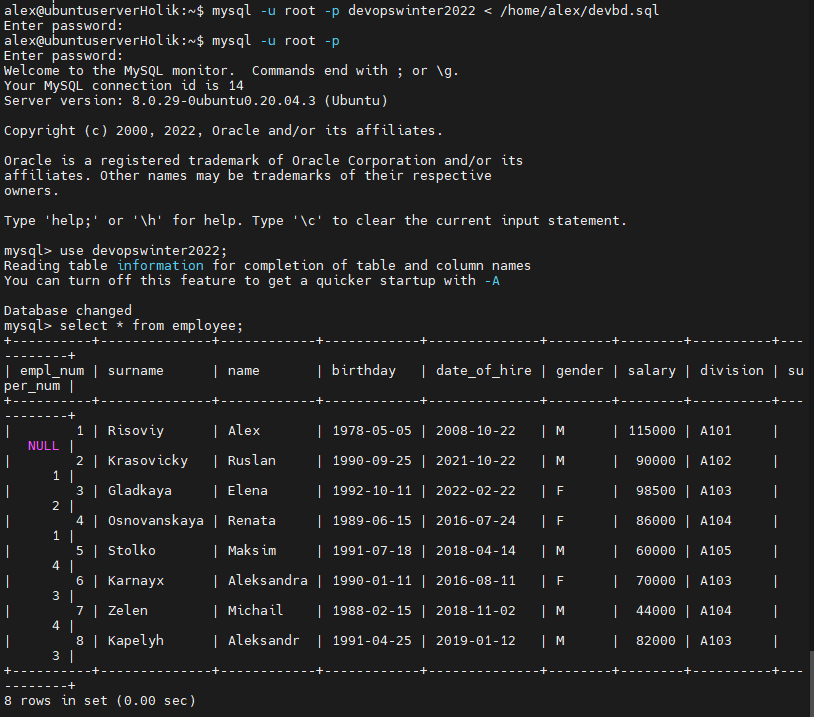 alex@ubuntuserverHolik:~$ mysql -u root -p devopswinter2022 < /home/alex/devbd.sql
Enter password:
alex@ubuntuserverHolik:~$ mysql -u root -p
Enter password:
Welcome to the MySQL monitor.  Commands end with ; or \g.
Your MySQL connection id is 14
Server version: 8.0.29-0ubuntu0.20.04.3 (Ubuntu)

Copyright (c) 2000, 2022, Oracle and/or its affiliates.

Oracle is a registered trademark of Oracle Corporation and/or its
affiliates. Other names may be trademarks of their respective
owners.

Type 'help;' or '\h' for help. Type '\c' to clear the current input statement.

mysql> use devopswinter2022;
Reading table information for completion of table and column names
You can turn off this feature to get a quicker startup with -A

Database changed
mysql> select * from employee;
+----------+--------------+------------+------------+--------------+--------+--------+----------+---
--------+
| empl_num | surname      | name       | birthday   | date_of_hire | gender | salary | division | su
per_num |
+----------+--------------+------------+------------+--------------+--------+--------+----------+---
--------+
|        1 | Risoviy      | Alex       | 1978-05-05 | 2008-10-22   | M      | 115000 | A101     |
   NULL |
|        2 | Krasovicky   | Ruslan     | 1990-09-25 | 2021-10-22   | M      |  90000 | A102     |
      1 |
|        3 | Gladkaya     | Elena      | 1992-10-11 | 2022-02-22   | F      |  98500 | A103     |
      2 |
|        4 | Osnovanskaya | Renata     | 1989-06-15 | 2016-07-24   | F      |  86000 | A104     |
      1 |
|        5 | Stolko       | Maksim     | 1991-07-18 | 2018-04-14   | M      |  60000 | A105     |
      4 |
|        6 | Karnayx      | Aleksandra | 1990-01-11 | 2016-08-11   | F      |  70000 | A103     |
      3 |
|        7 | Zelen        | Michail    | 1988-02-15 | 2018-11-02   | M      |  44000 | A104     |
      4 |
|        8 | Kapelyh      | Aleksandr  | 1991-04-25 | 2019-01-12   | M      |  82000 | A103     |
      3 |
+----------+--------------+------------+------------+--------------+--------+--------+----------+---
--------+
8 rows in set (0.00 sec)